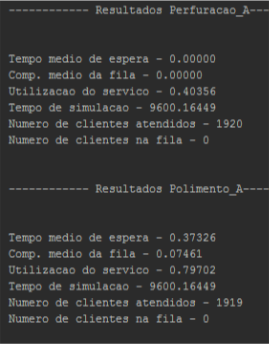 ------------ Resultados Perfuracao_A----
Tempo medio de espera - 0.00000
Comp. medio da fila - 0.00000
Utilizacao do servico - 0.40356
Tempo de simulacao - 9600.16449
Numero de clientes atendidos - 1920
Numero de clientes na fila - 0
------------ Resultados Polimento_A----
Tempo medio de espera - 0.37326
Comp. medio da fila - 0.07461
Utilizacao do servico - 0.79702
Tempo de simulacao - 9600.16449
Numero de clientes atendidos - 1919
Numero de clientes na fila - 0